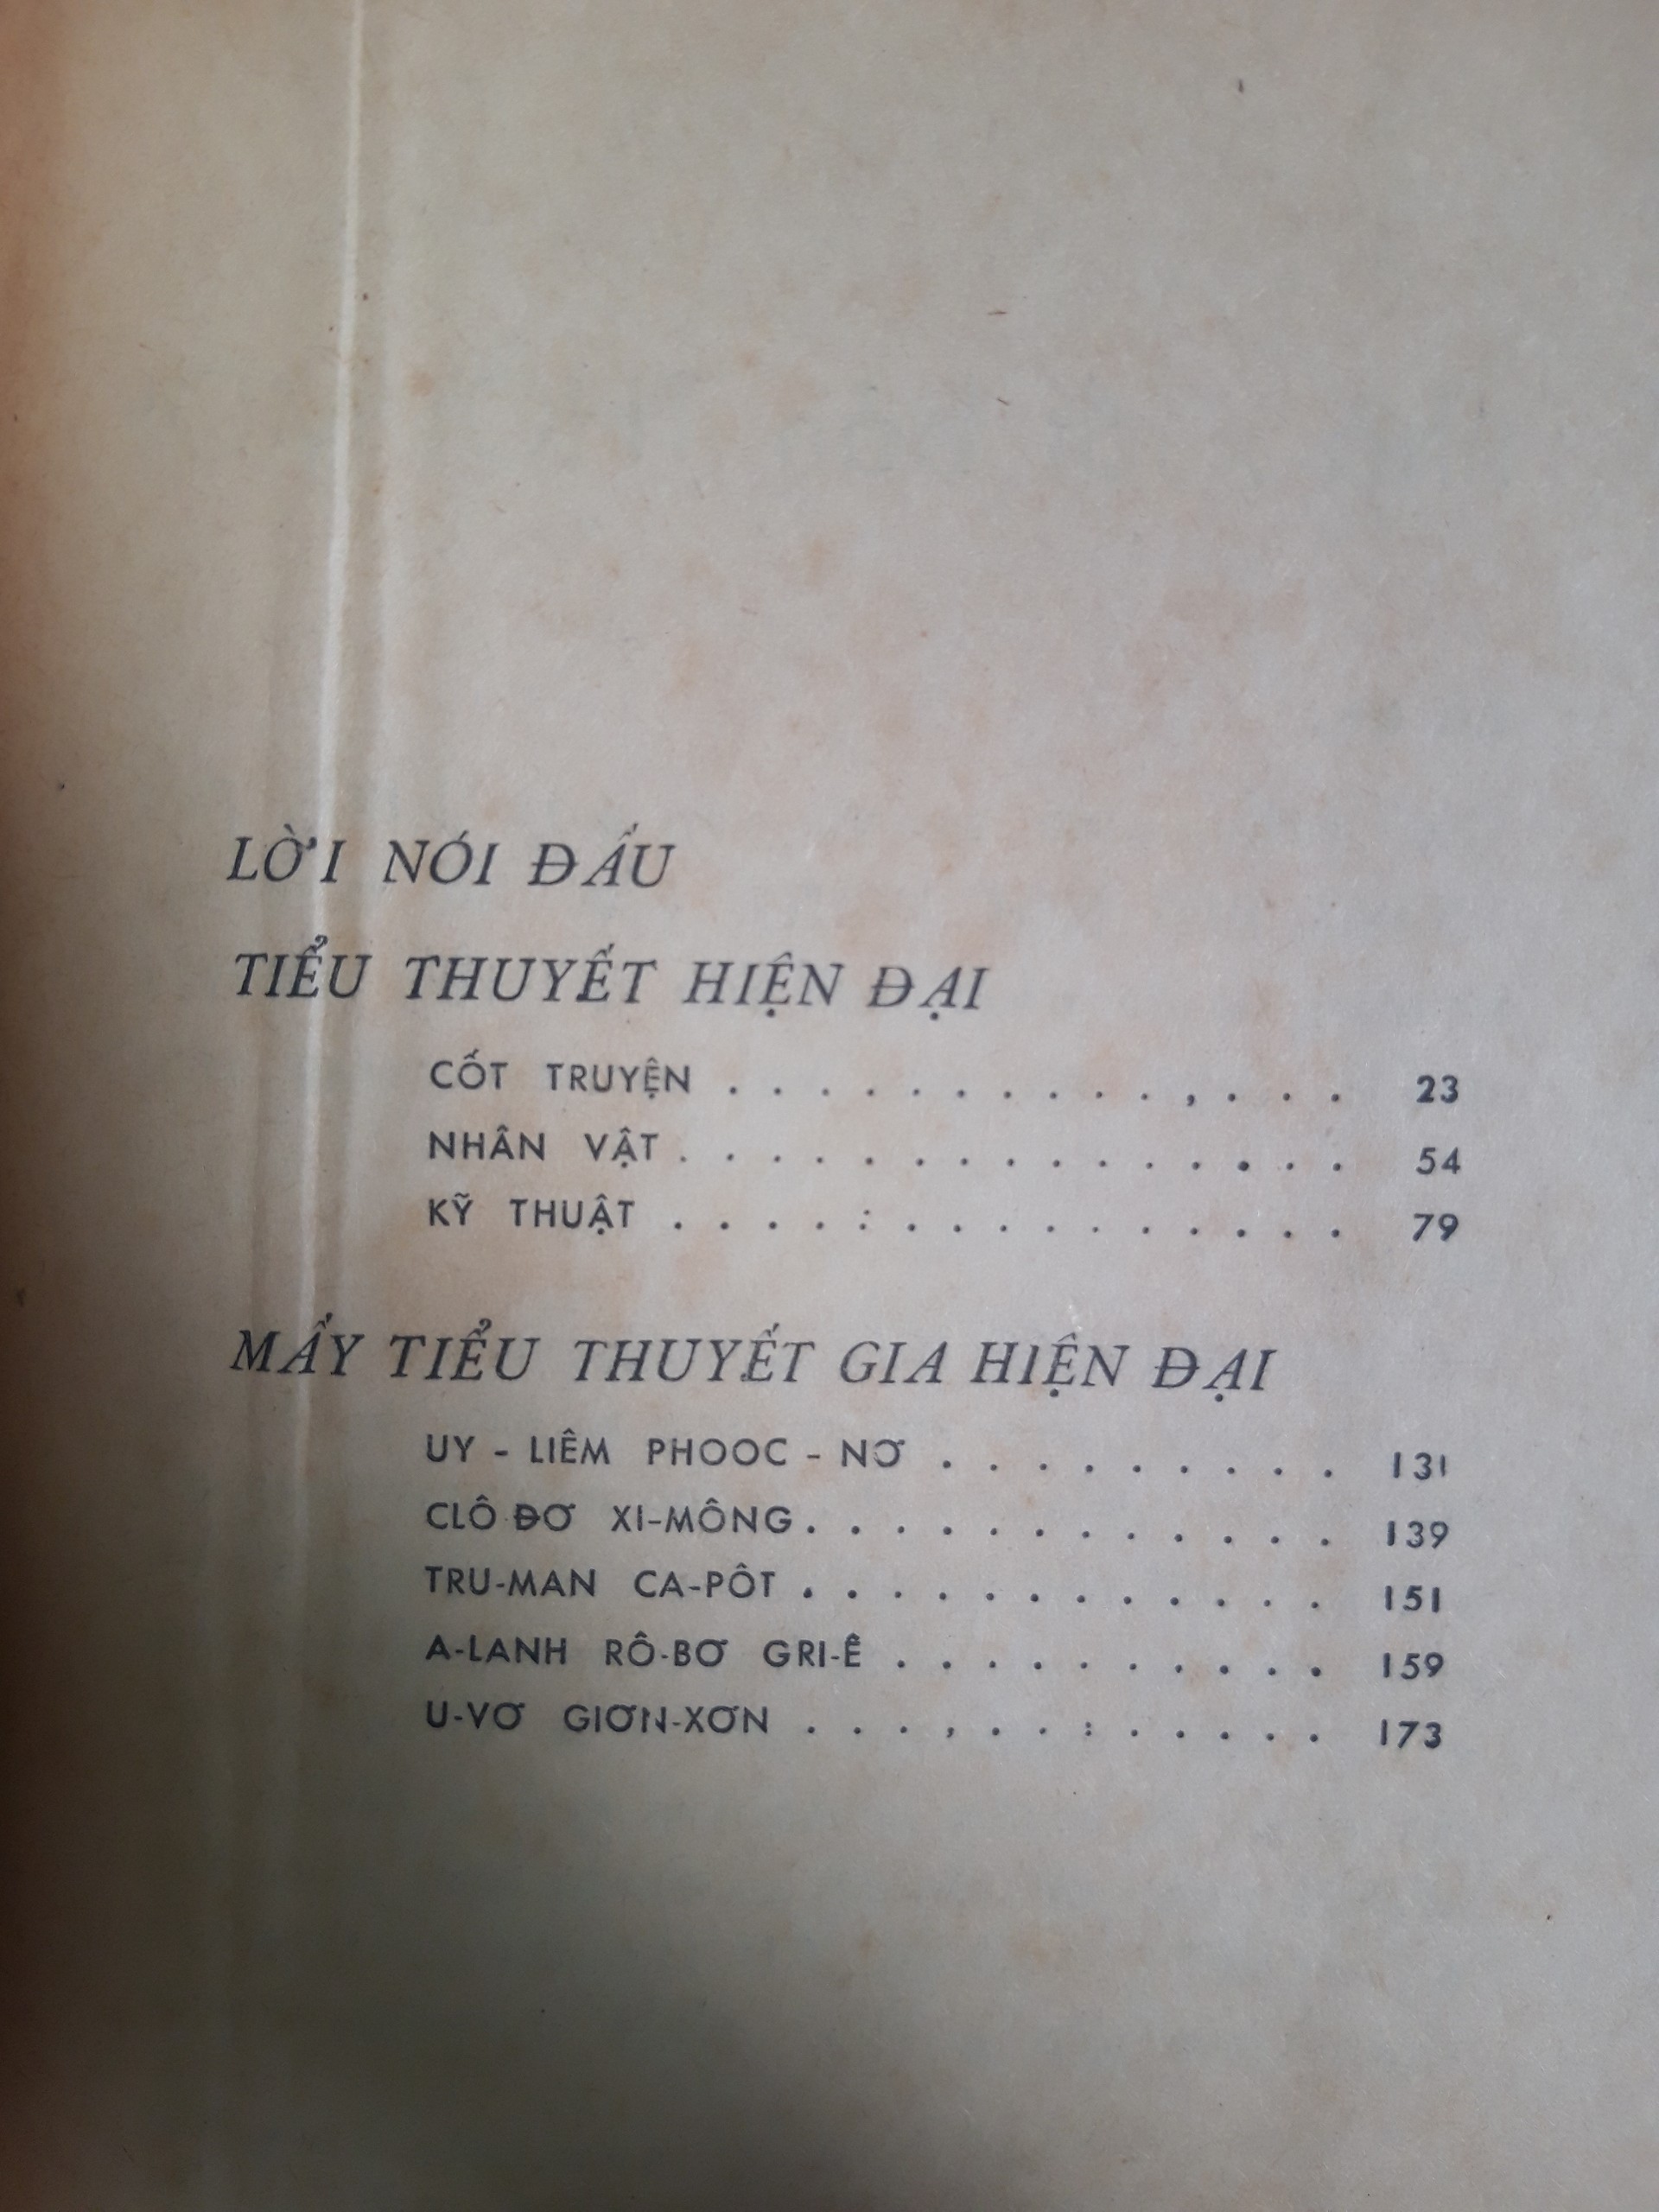 LỜI NÓI ĐẦU
TIỂU THUYẾT HIỆN ĐẠI
CỐT TRUYỆN . . . . . . . . . . , . . . 23
NHÂN VẬT . . . . . . . . . . . . . . . 54
KỸ THUẬT . . . . : . . . . . . . . . . 79
MẤY TIỂU THUYẾT GIA HIỆN ĐẠI
UY - LIÊM PHOOC - NƠ . . . . . . . . . 131
CLÔ-ĐƠ XI-MÔNG . . . . . . . . . . . . 139
TRU-MAN CA-PÔT . . . . . . . . . . . . 151
A-LANH RÔ-BƠ GRI-Ê . . . . . . . . . . 159
U-VƠ GIƠN-XƠN . . . , . . : . . . . . 173